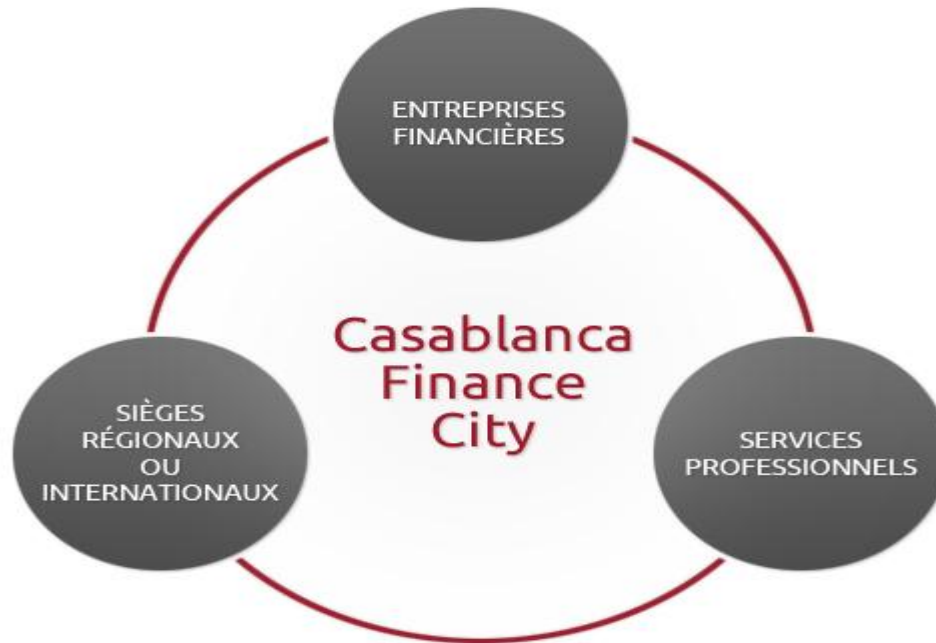 ENTREPRISES
FINANCIÈRES
Casablanca
Finance
City
SIÈGES
RÉGIONAUX
OU
INTERNATIONAUX
SERVICES
PROFESSIONNELS